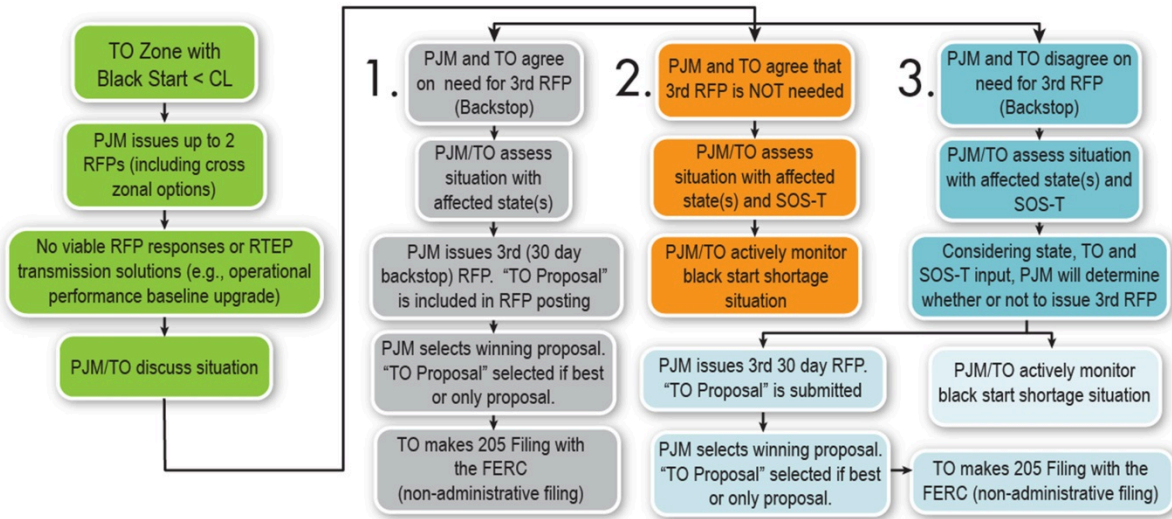 TO Zone with
Black Start < CL
PJM issues up to 2
RFPs (including cross
zonal options)
No viable RFP responses or RTEP
transmission solutions (e.g., operational
performance baseline upgrade)
PJM/TO discuss situation
1.
PJM and TO agree
on need for 3rd RFP
(Backstop)
PJM/TO assess
situation with
affected state(s)
PJM issues 3rd (30 day
backstop) RFP. “TO Proposal”
is included in RFP posting
PJM selects winning proposal.
“TO Proposal” selected if best
or only proposal.
TO makes 205 Filing with
the FERC
(non-administrative filing)
2.
PJM and TO agree that
3rd RFP is NOT needed
PJM/TO assess
situation with affected
state(s) and SOS-T
PJM/TO actively monitor
black start shortage
situation
3.
PJM and TO disagree on
need for 3rd RFP
(Backstop)
PJM/TO assess situation
with affected state(s) and
SOS-T
Considering state, TO and
SOS-T input, PJM will determine
whether or not to issue 3rd RFP
PJM issues 3rd 30 day RFP.
“TO Proposal” is submitted
PJM selects winning proposal.
“TO Proposal” selected if best
or only proposal.
TO makes 205 Filing with the
FERC (non-administrative filing)
PJM/TO actively monitor
black start shortage situation